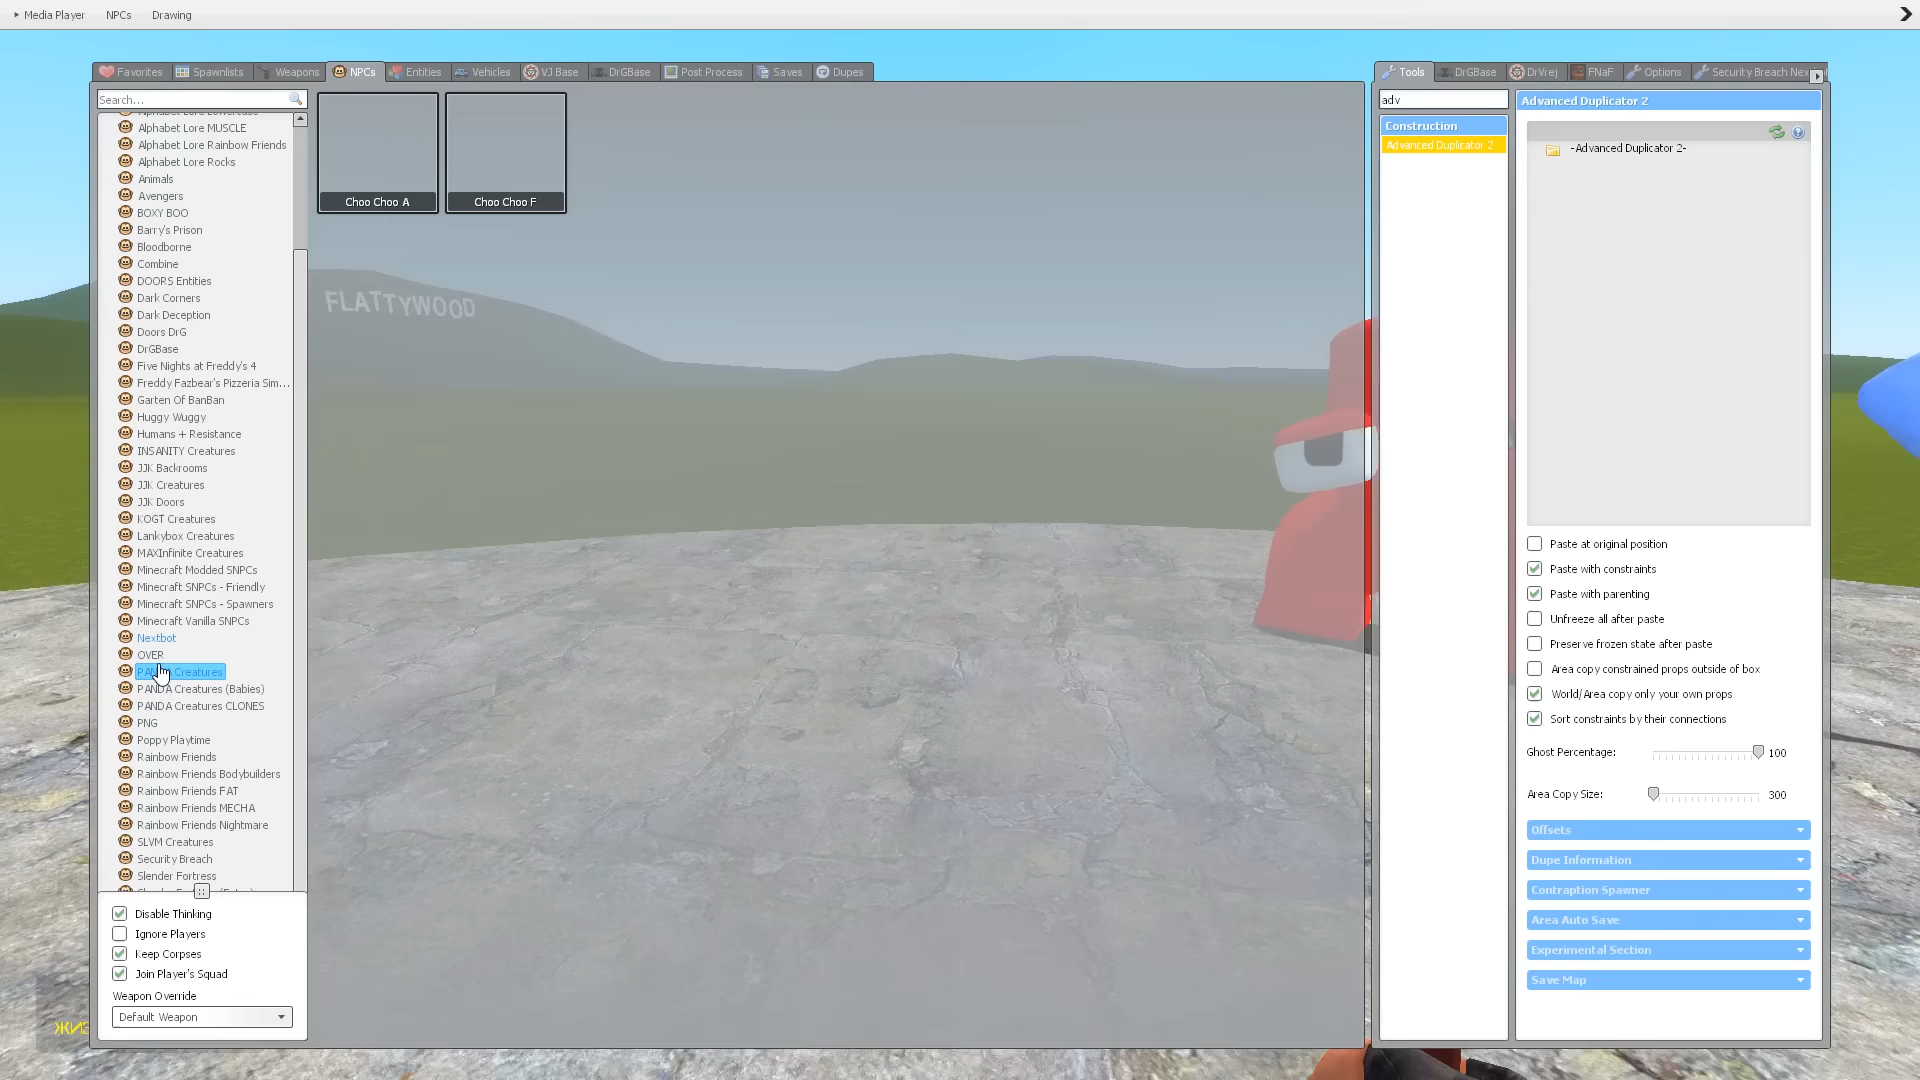 Media Player NPCs Drawing
Favorites Spawnlists Weapons NPCs Entities Vehicles VJ Base DrGBase Post Process Saves Dupes
Search...
Alphabet Lore Lowercase
Alphabet Lore MUSCLE
Alphabet Lore Rainbow Friends
Alphabet Lore Rocks
Animals
Avengers
BOXY BOO
Barry's Prison
Bloodborne
Combine
DOORS Entities
Dark Corners
Dark Deception
Doors DrG
DrGBase
Five Nights at Freddy's 4
Freddy Fazbear's Pizzeria Sim...
Garten Of BanBan
Huggy Wuggy
Humans + Resistance
INSANITY Creatures
JJK Backrooms
JJK Creatures
JJK Doors
KOGT Creatures
Lankybox Creatures
MAXInfinite Creatures
Minecraft Modded SNPCs
Minecraft SNPCs - Friendly
Minecraft SNPCs - Spawners
Minecraft Vanilla SNPCs
Nextbot
OVER
PANDA Creatures
PANDA Creatures (Babies)
PANDA Creatures CLONES
PNG
Poppy Playtime
Rainbow Friends
Rainbow Friends Bodybuilders
Rainbow Friends FAT
Rainbow Friends MECHA
Rainbow Friends Nightmare
SLVM Creatures
Security Breach
Slender Fortress
Disable Thinking
Ignore Players
Keep Corpses
Join Player's Squad
Weapon Override
Default Weapon
Choo Choo A
Choo Choo F
FLATTYWOOD
Tools DrGBase DrVrej FNaF Options Security Breach
adv
Construction
Advanced Duplicator 2
Advanced Duplicator 2
-Advanced Duplicator 2-
Paste at original position
Paste with constraints
Paste with parenting
Unfreeze all after paste
Preserve frozen state after paste
Area copy constrained props outside of box
World/Area copy only your own props
Sort constraints by their connections
Ghost Percentage: 100
Area Copy Size: 300
Offsets
Dupe Information
Contraption Spawner
Area Auto Save
Experimental Section
Save Map